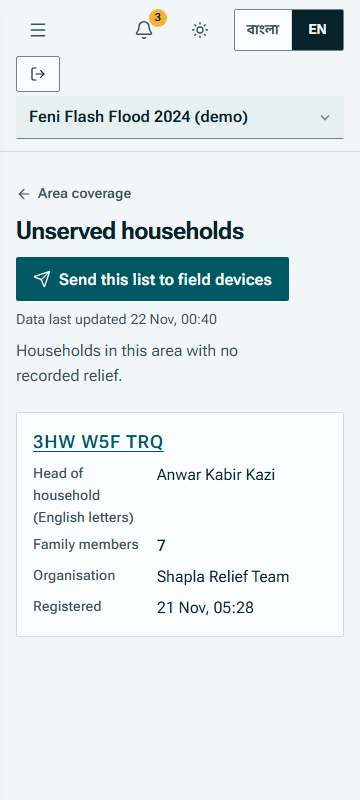 3
বাংলা
EN
Feni Flash Flood 2024 (demo)
Area coverage
Unserved households
Send this list to field devices
Data last updated 22 Nov, 00:40
Households in this area with no
recorded relief.
3HW W5F TRQ
Head of
household
(English letters)
Anwar Kabir Kazi
Family members 7
Organisation Shapla Relief Team
Registered 21 Nov, 05:28